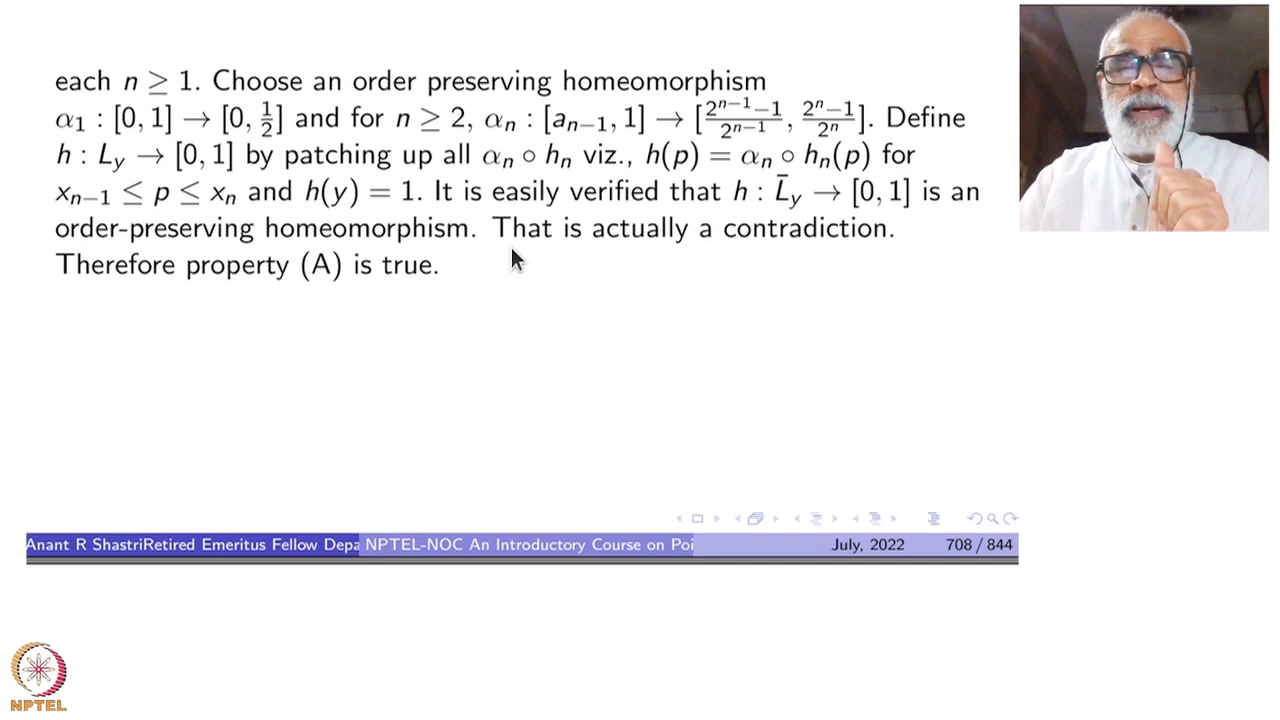 each n ≥ 1. Choose an order preserving homeomorphism
α₁ : [0, 1] → [0, 1/2] and for n ≥ 2, αₙ : [aₙ₋₁, 1] → [(2ⁿ⁻¹−1)/2ⁿ⁻¹, (2ⁿ−1)/2ⁿ]. Define
h : L_y → [0, 1] by patching up all αₙ ∘ hₙ viz., h(p) = αₙ ∘ hₙ(p) for
xₙ₋₁ ≤ p ≤ xₙ and h(y) = 1. It is easily verified that h : L̄_y → [0, 1] is an
order-preserving homeomorphism. That is actually a contradiction.
Therefore property (A) is true.
Anant R ShastriRetired Emeritus Fellow Depa NPTEL-NOC An Introductory Course on Poi July, 2022 708 / 844
NPTEL